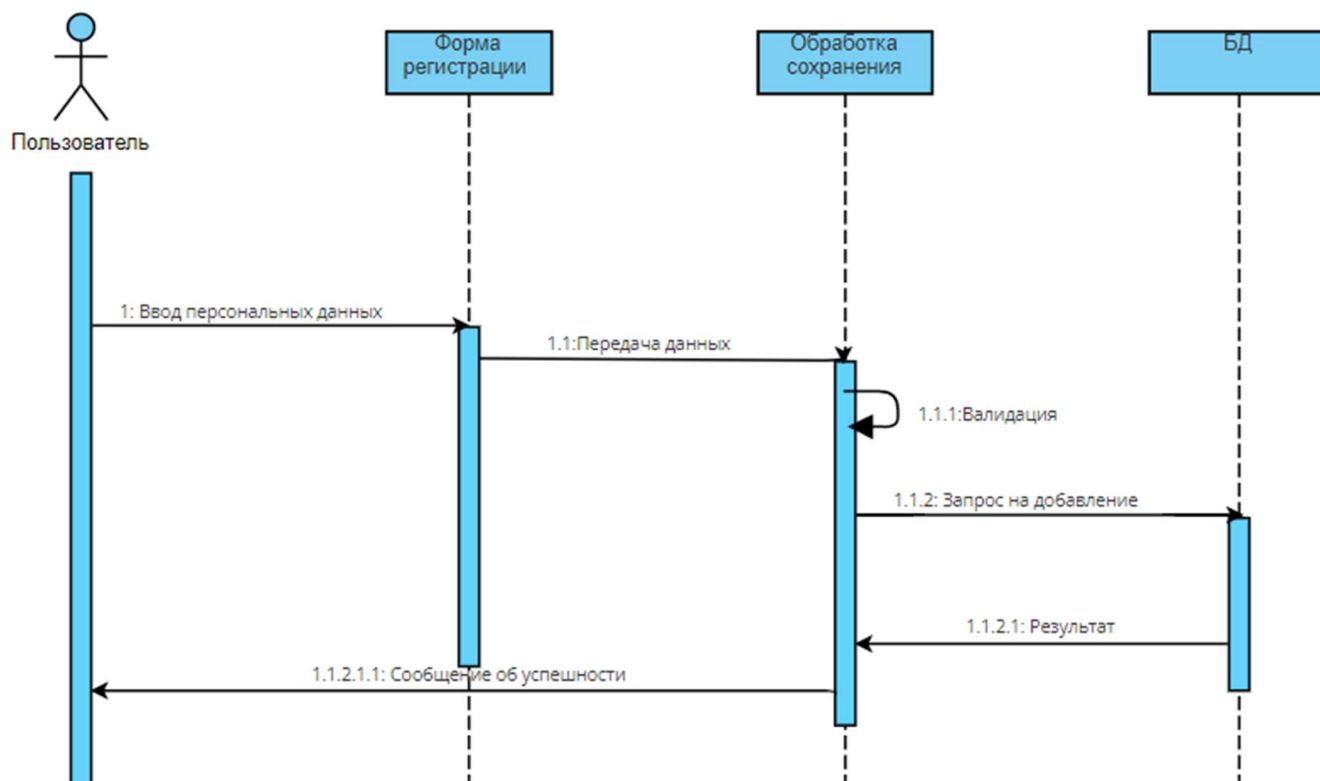 Форма
регистрации
Обработка
сохранения
БД
Пользователь
1: Ввод персональных данных
1.1:Передача данных
1.1.1:Валидация
1.1.2: Запрос на добавление
1.1.2.1: Результат
1.1.2.1.1: Сообщение об успешности